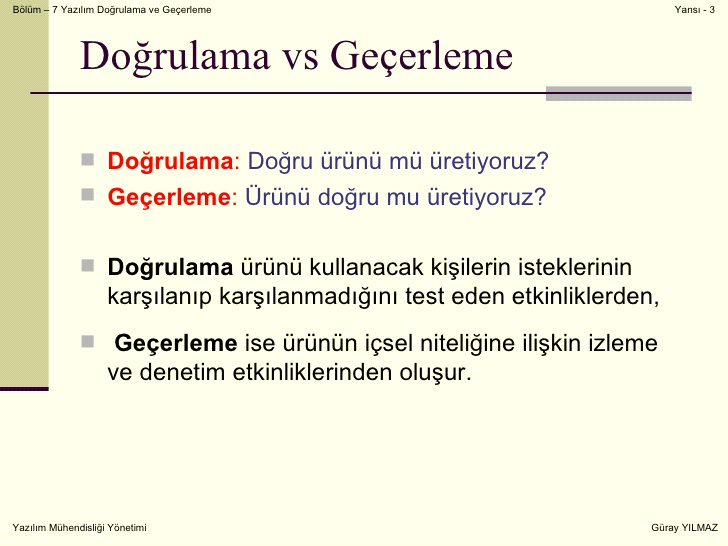 Bölüm – 7 Yazılım Doğrulama ve Geçerleme
Yansı - 3
Doğrulama vs Geçerleme
Doğrulama: Doğru ürünü mü üretiyoruz?
Geçerleme: Ürünü doğru mu üretiyoruz?
Doğrulama ürünü kullanacak kişilerin isteklerinin
karşılanıp karşılanmadığını test eden etkinliklerden,
Geçerleme ise ürünün içsel niteliğine ilişkin izleme
ve denetim etkinliklerinden oluşur.
Yazılım Mühendisliği Yönetimi
Güray YILMAZ